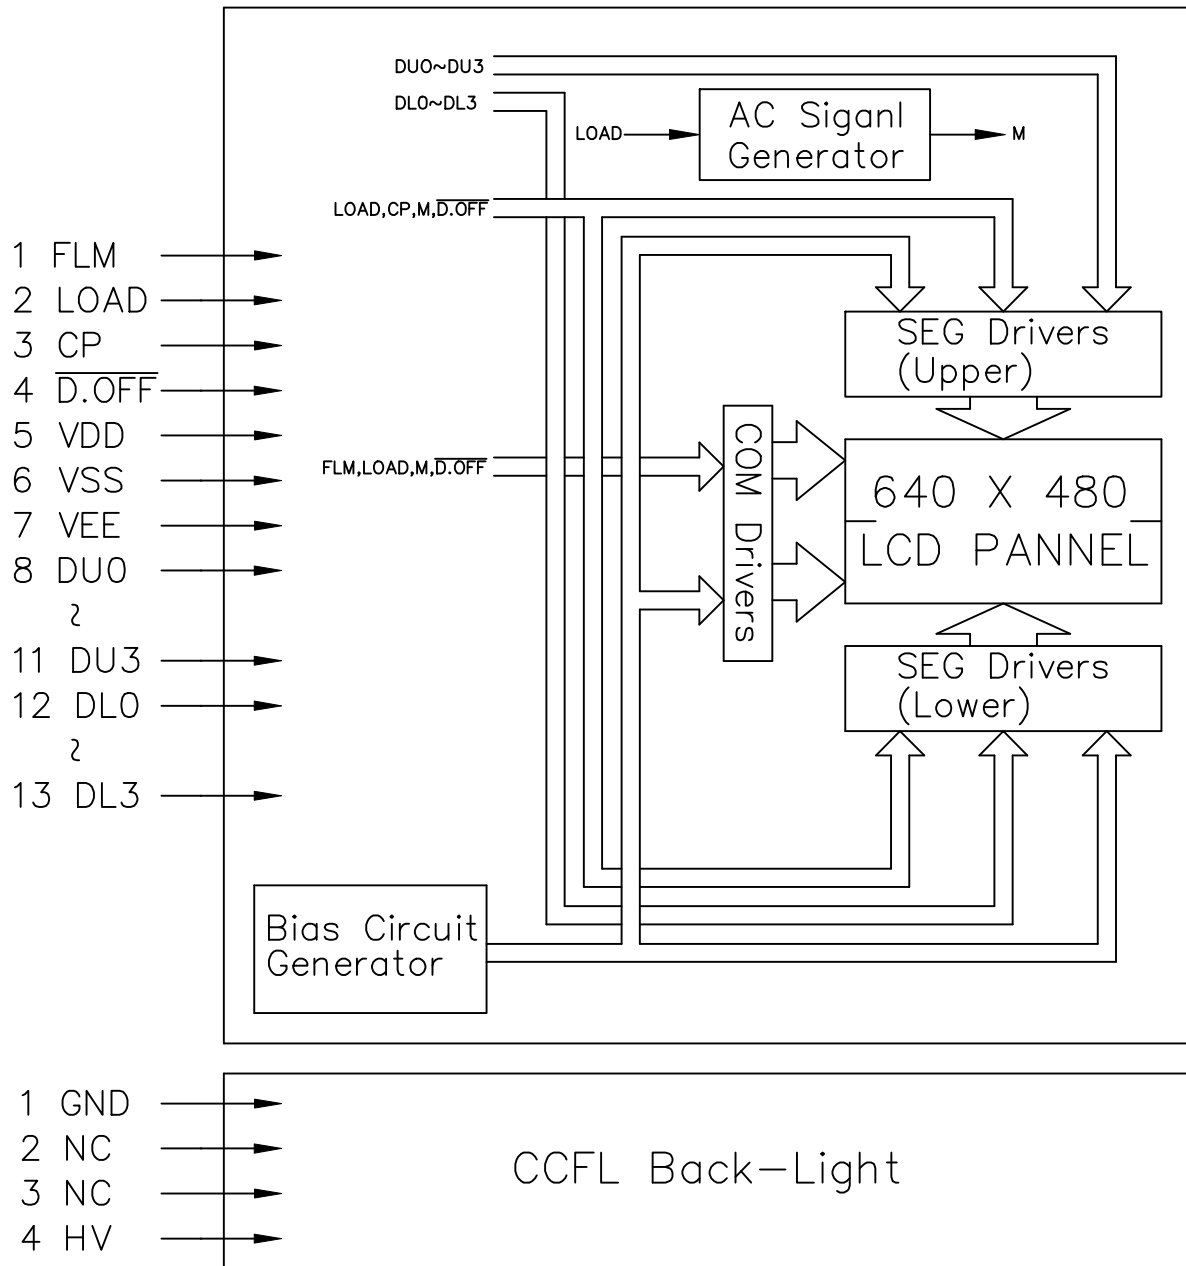 DU0~DU3
DL0~DL3
LOAD
AC Siganl
Generator
M
LOAD,CP,M,D.OFF
1 FLM
2 LOAD
3 CP
4 D.OFF
5 VDD
6 VSS
7 VEE
8 DU0
~
11 DU3
12 DL0
~
13 DL3
SEG Drivers
(Upper)
FLM,LOAD,M,D.OFF
COM Drivers
640 X 480
LCD PANNEL
SEG Drivers
(Lower)
Bias Circuit
Generator
1 GND
2 NC
3 NC
4 HV
CCFL Back-Light